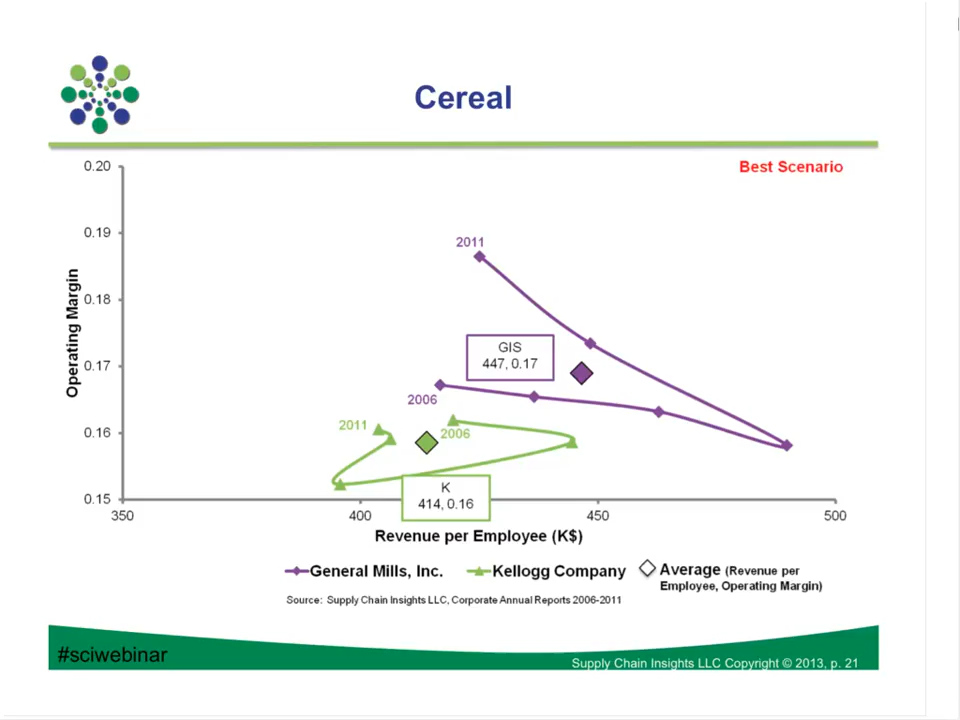 Cereal
Best Scenario
Operating Margin
0.20
0.19
0.18
0.17
0.16
0.15
2011
GIS
447, 0.17
2006
2011
2006
K
414, 0.16
350
400
450
500
Revenue per Employee (K$)
General Mills, Inc.
Kellogg Company
Average (Revenue per
Employee, Operating Margin)
Source: Supply Chain Insights LLC, Corporate Annual Reports 2006-2011
#sciwebinar
Supply Chain Insights LLC Copyright © 2013, p. 21